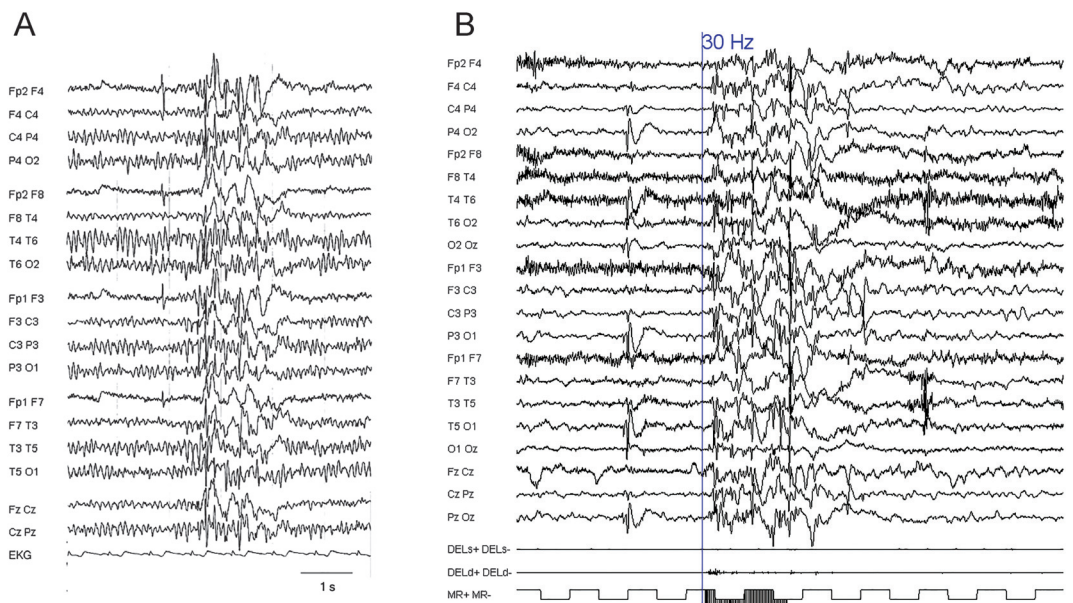 A
Fp2 F4
F4 C4
C4 P4
P4 O2
Fp2 F8
F8 T4
T4 T6
T6 O2
Fp1 F3
F3 C3
C3 P3
P3 O1
Fp1 F7
F7 T3
T3 T5
T5 O1
Fz Cz
Cz Pz
EKG
1 s
B
30 Hz
Fp2 F4
F4 C4
C4 P4
P4 O2
Fp2 F8
F8 T4
T4 T6
T6 O2
O2 Oz
Fp1 F3
F3 C3
C3 P3
P3 O1
Fp1 F7
F7 T3
T3 T5
T5 O1
O1 Oz
Fz Cz
Cz Pz
Pz Oz
DELs+ DELs-
DELd+ DELd-
MR+ MR-